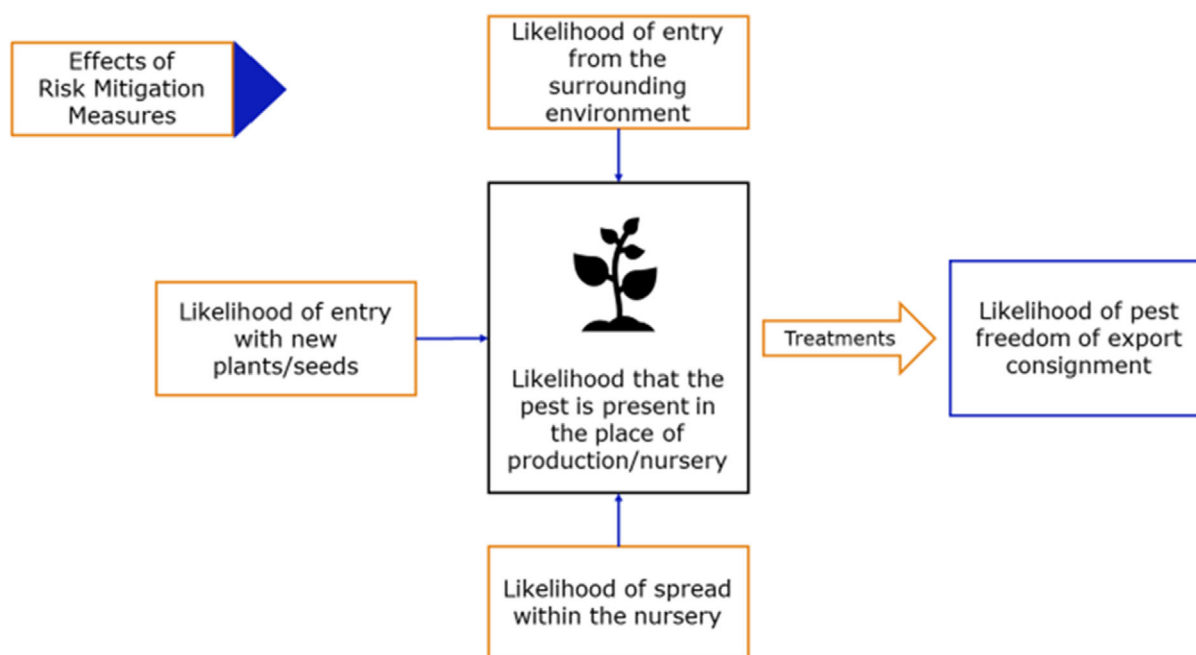 Effects of
Risk Mitigation
Measures
Likelihood of entry
from the
surrounding
environment
Likelihood of entry
with new
plants/seeds
Likelihood that the
pest is present in
the place of
production/nursery
Treatments
Likelihood of pest
freedom of export
consignment
Likelihood of spread
within the nursery